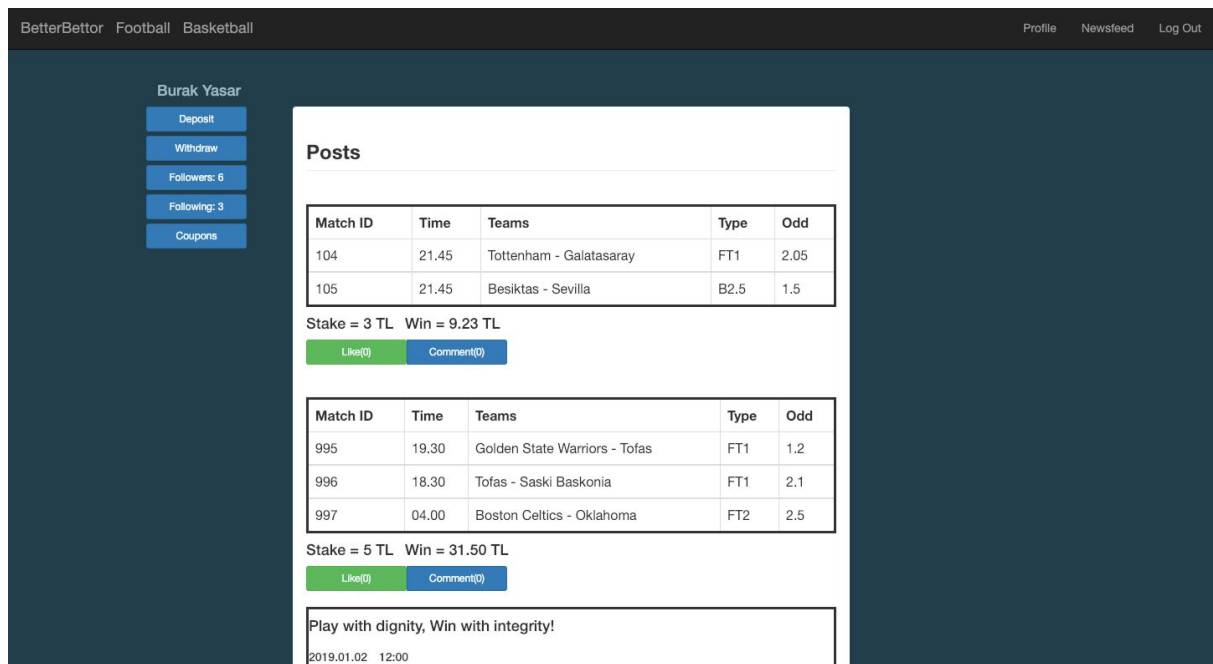 BetterBettor Football Basketball Profile Newsfeed Log Out
Burak Yasar
Deposit
Withdraw
Followers: 6
Following: 3
Coupons
Posts
Match ID Time Teams Type Odd
104 21.45 Tottenham - Galatasaray FT1 2.05
105 21.45 Besiktas - Sevilla B2.5 1.5
Stake = 3 TL Win = 9.23 TL
Like(0) Comment(0)
Match ID Time Teams Type Odd
995 19.30 Golden State Warriors - Tofas FT1 1.2
996 18.30 Tofas - Saski Baskonia FT1 2.1
997 04.00 Boston Celtics - Oklahoma FT2 2.5
Stake = 5 TL Win = 31.50 TL
Like(0) Comment(0)
Play with dignity, Win with integrity!
2019.01.02 12:00